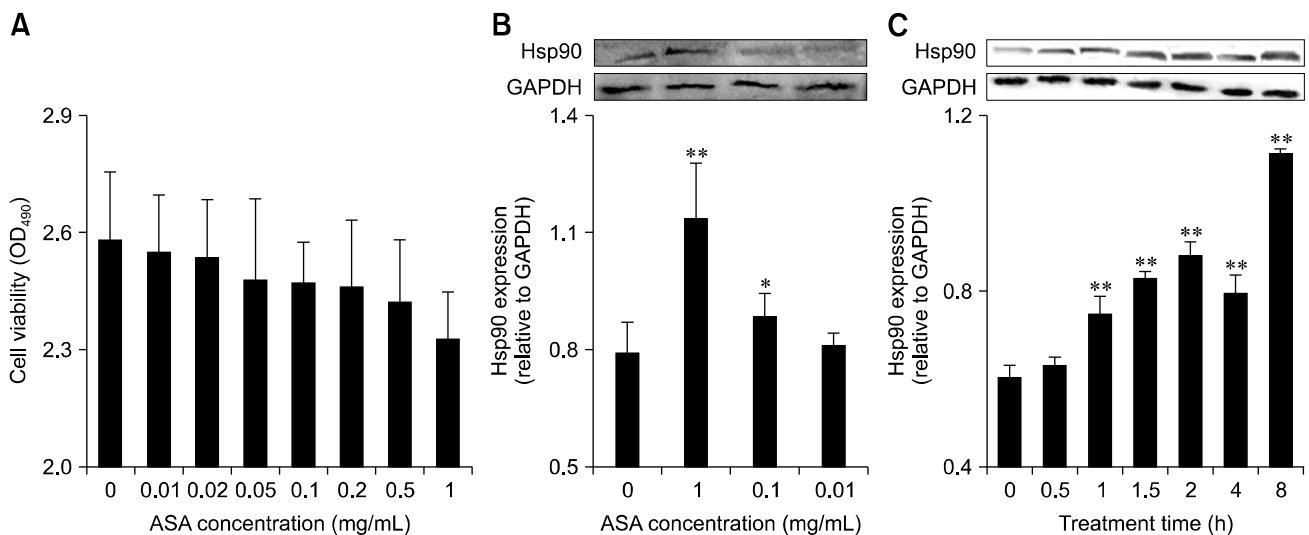 A
Cell viability (OD490)
2.9
2.6
2.3
2.0
0 0.01 0.02 0.05 0.1 0.2 0.5 1
ASA concentration (mg/mL)
B
Hsp90
GAPDH
Hsp90 expression
(relative to GAPDH)
1.4
1.1
0.8
0.5
** *
0 1 0.1 0.01
ASA concentration (mg/mL)
C
Hsp90
GAPDH
Hsp90 expression
(relative to GAPDH)
1.2
0.8
0.4
** ** ** ** **
0 0.5 1 1.5 2 4 8
Treatment time (h)